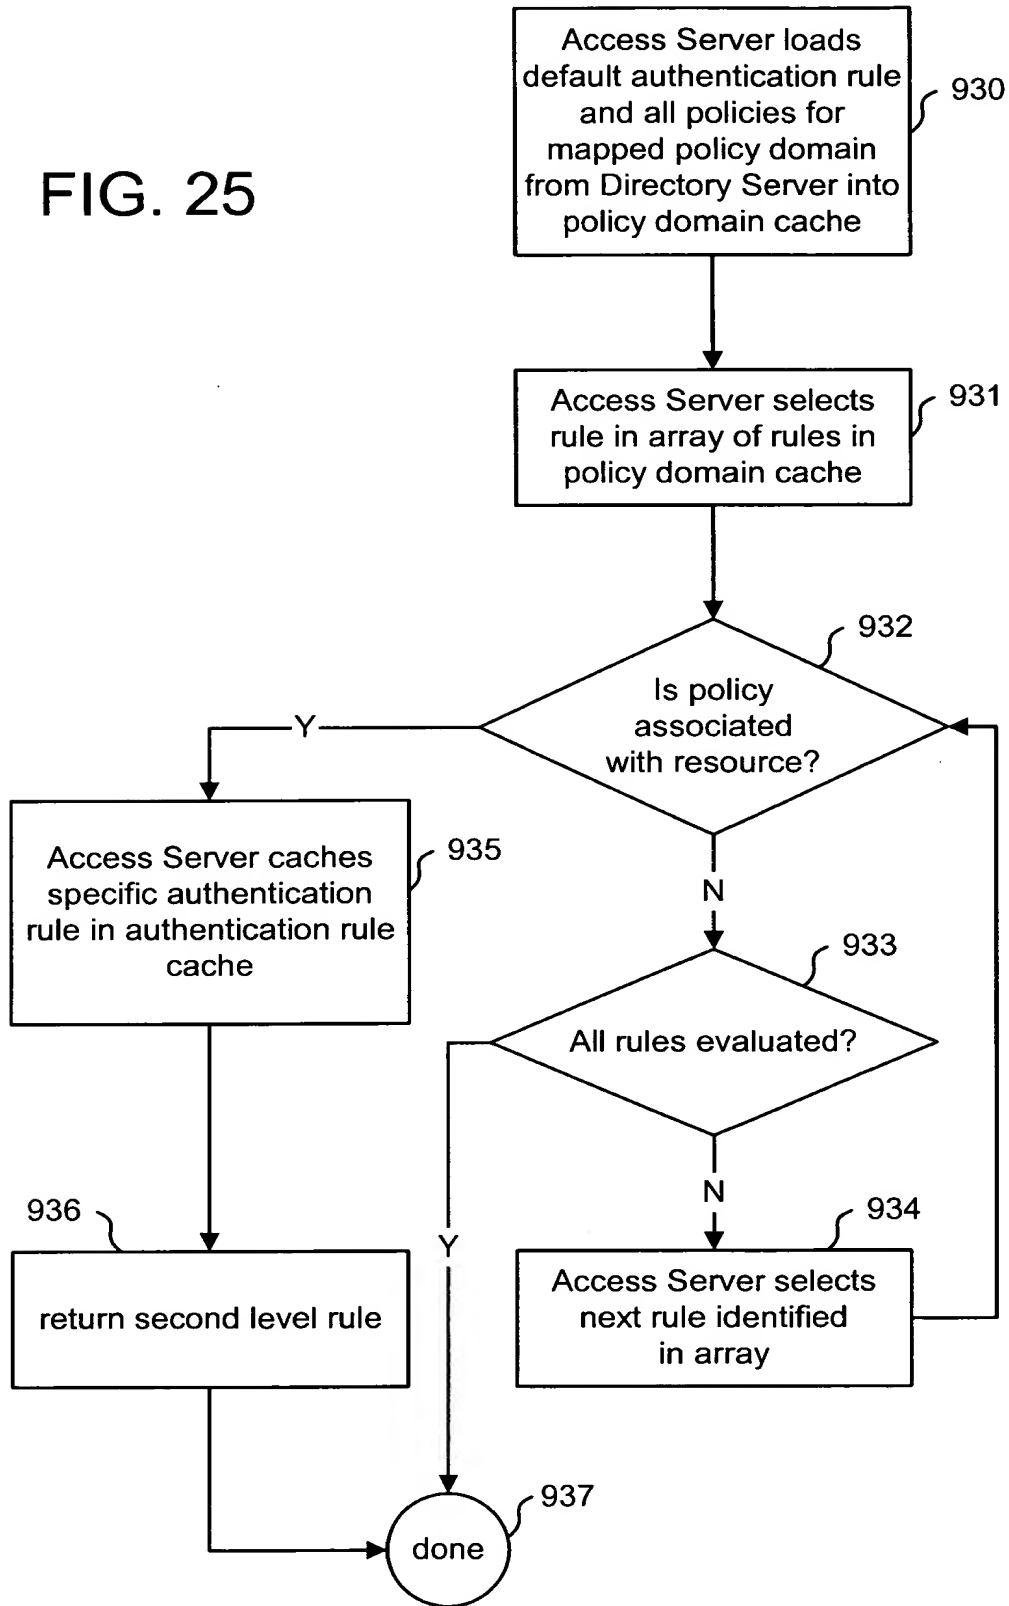 FIG. 25
Access Server loads
default authentication rule
and all policies for
mapped policy domain
from Directory Server into
policy domain cache
930
Access Server selects
rule in array of rules in
policy domain cache
931
932
Is policy
associated
with resource?
Y
N
Access Server caches
specific authentication
rule in authentication rule
cache
935
933
All rules evaluated?
N
Y
936
return second level rule
934
Access Server selects
next rule identified
in array
937
done